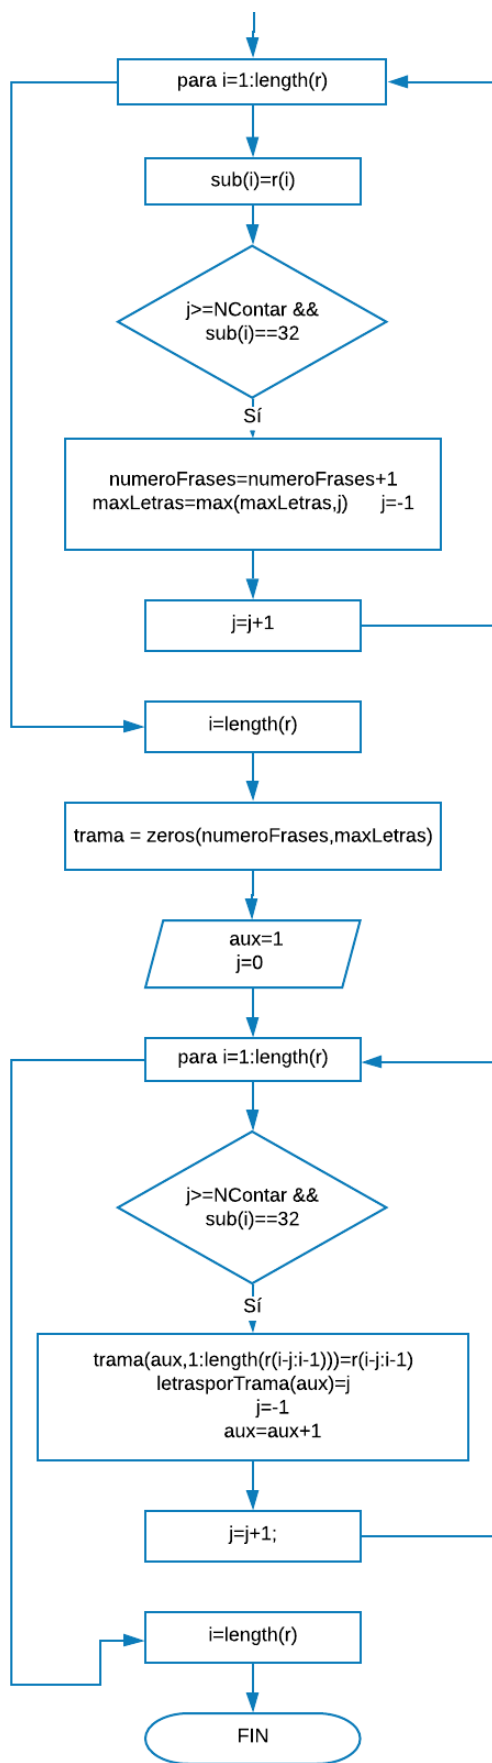 para i=1:length(r)
sub(i)=r(i)
j>=NContar &&
sub(i)==32
Sí
numeroFrases=numeroFrases+1
maxLetras=max(maxLetras,j) j=-1
j=j+1
i=length(r)
trama = zeros(numeroFrases,maxLetras)
aux=1
j=0
para i=1:length(r)
j>=NContar &&
sub(i)==32
Sí
trama(aux,1:length(r(i-j:i-1)))=r(i-j:i-1)
letrasporTrama(aux)=j
j=-1
aux=aux+1
j=j+1;
i=length(r)
FIN